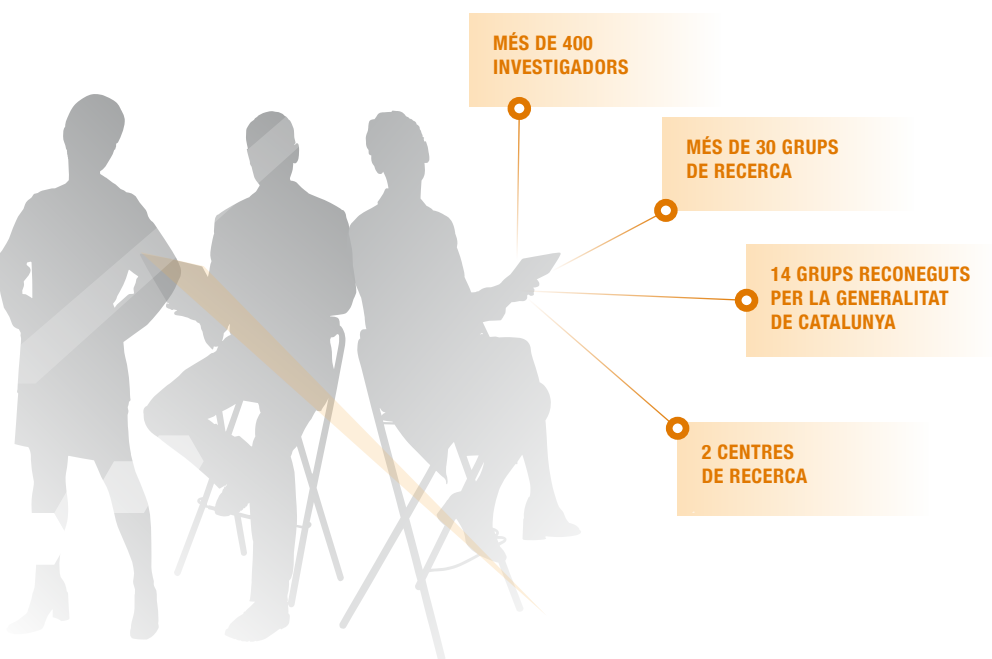 MÉS DE 400
INVESTIGADORS
MÉS DE 30 GRUPS
DE RECERCA
14 GRUPS RECONEGUTS
PER LA GENERALITAT
DE CATALUNYA
2 CENTRES
DE RECERCA